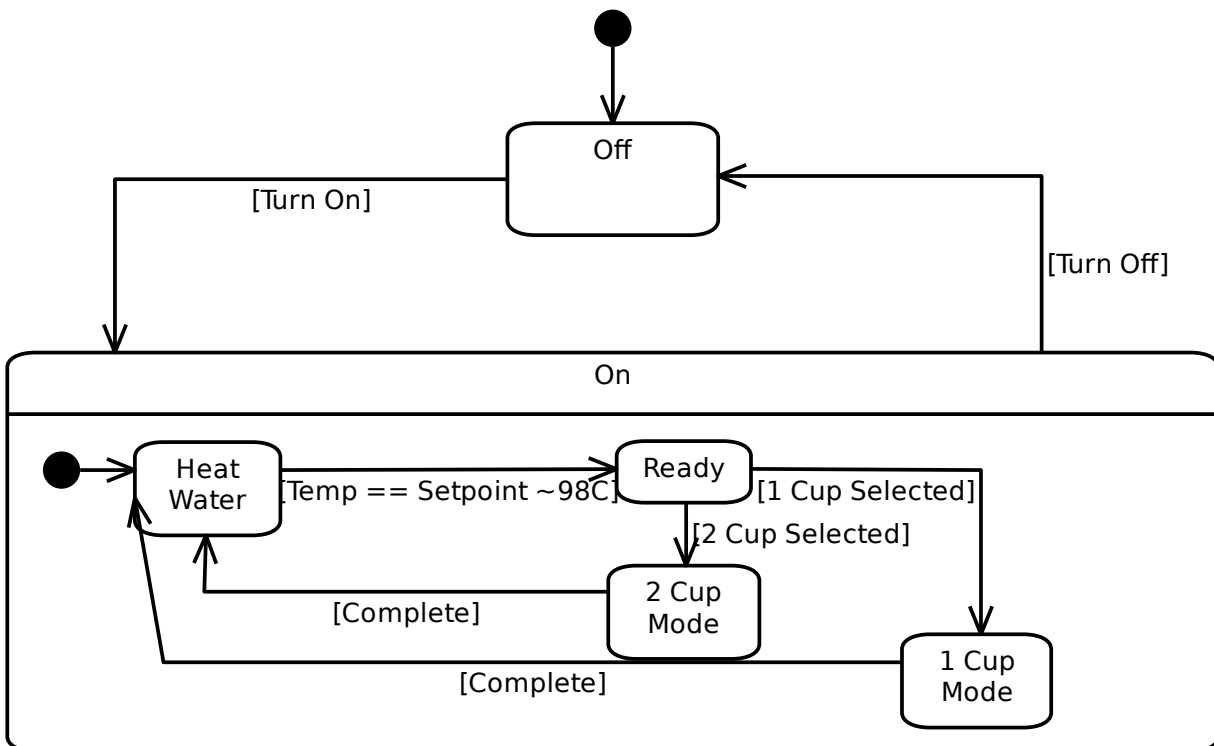 Off
[Turn On]
[Turn Off]
On
Heat
Water
[Temp == Setpoint ~98C]
Ready
[1 Cup Selected]
[2 Cup Selected]
2 Cup
Mode
[Complete]
1 Cup
Mode
[Complete]